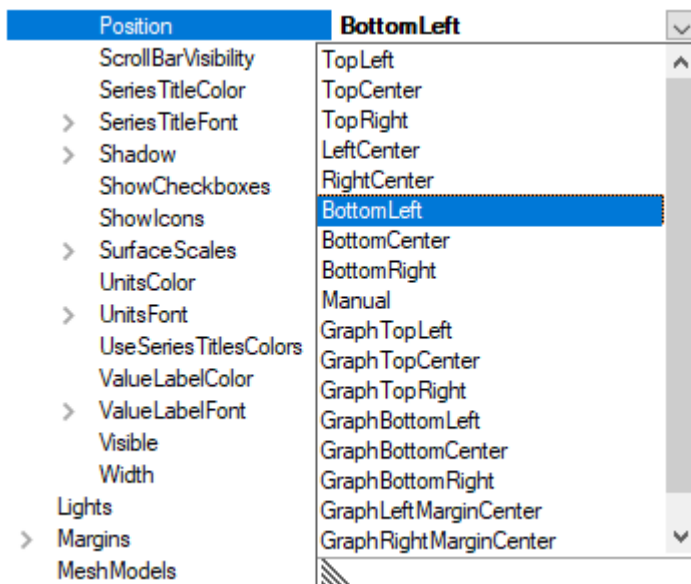 Position BottomLeft
ScrollBarVisibility TopLeft
SeriesTitleColor TopCenter
SeriesTitleFont TopRight
Shadow LeftCenter
ShowCheckboxes RightCenter
ShowIcons BottomLeft
SurfaceScales BottomCenter
UnitsColor BottomRight
UnitsFont Manual
UseSeriesTitlesColors GraphTopLeft
ValueLabelColor GraphTopCenter
ValueLabelFont GraphTopRight
Visible GraphBottomLeft
Width GraphBottomCenter
Lights GraphBottomRight
Margins GraphLeftMarginCenter
MeshModels GraphRightMarginCenter